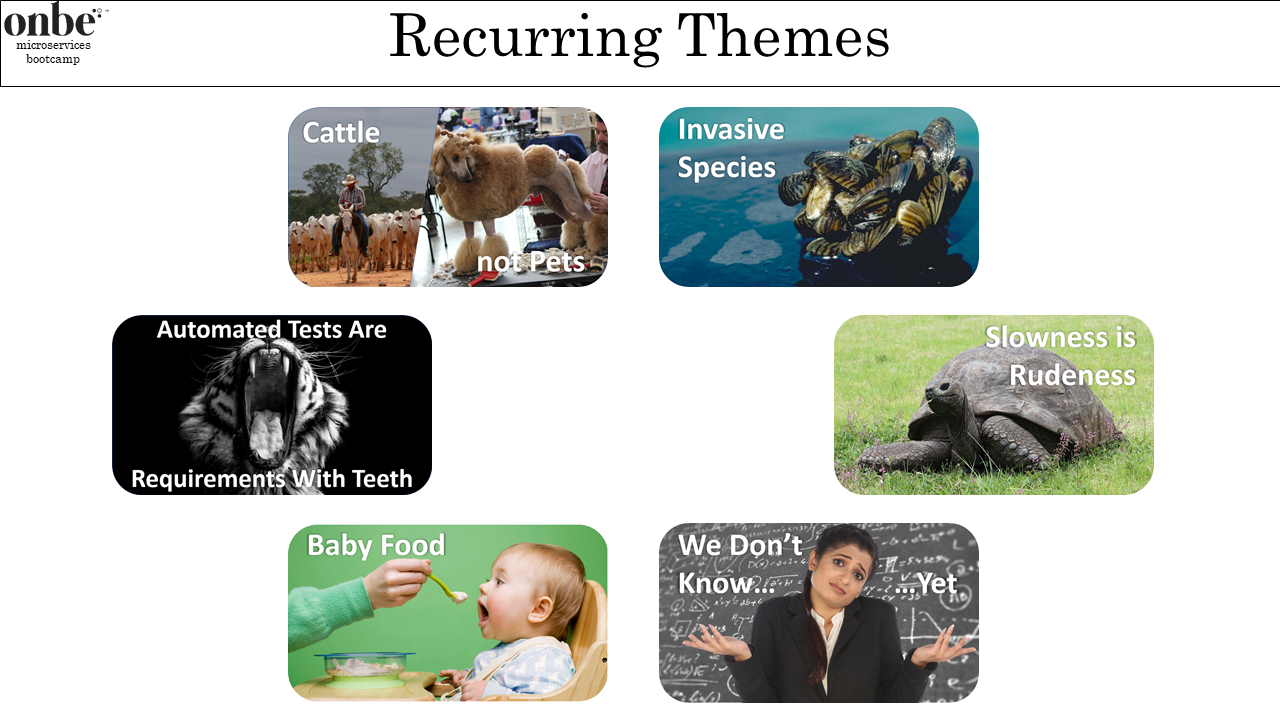 onbe
microservices
bootcamp
Recurring Themes
Cattle
not Pets
Invasive
Species
Automated Tests Are
Requirements With Teeth
Slowness is
Rudeness
Baby Food
We Don’t
Know… …Yet